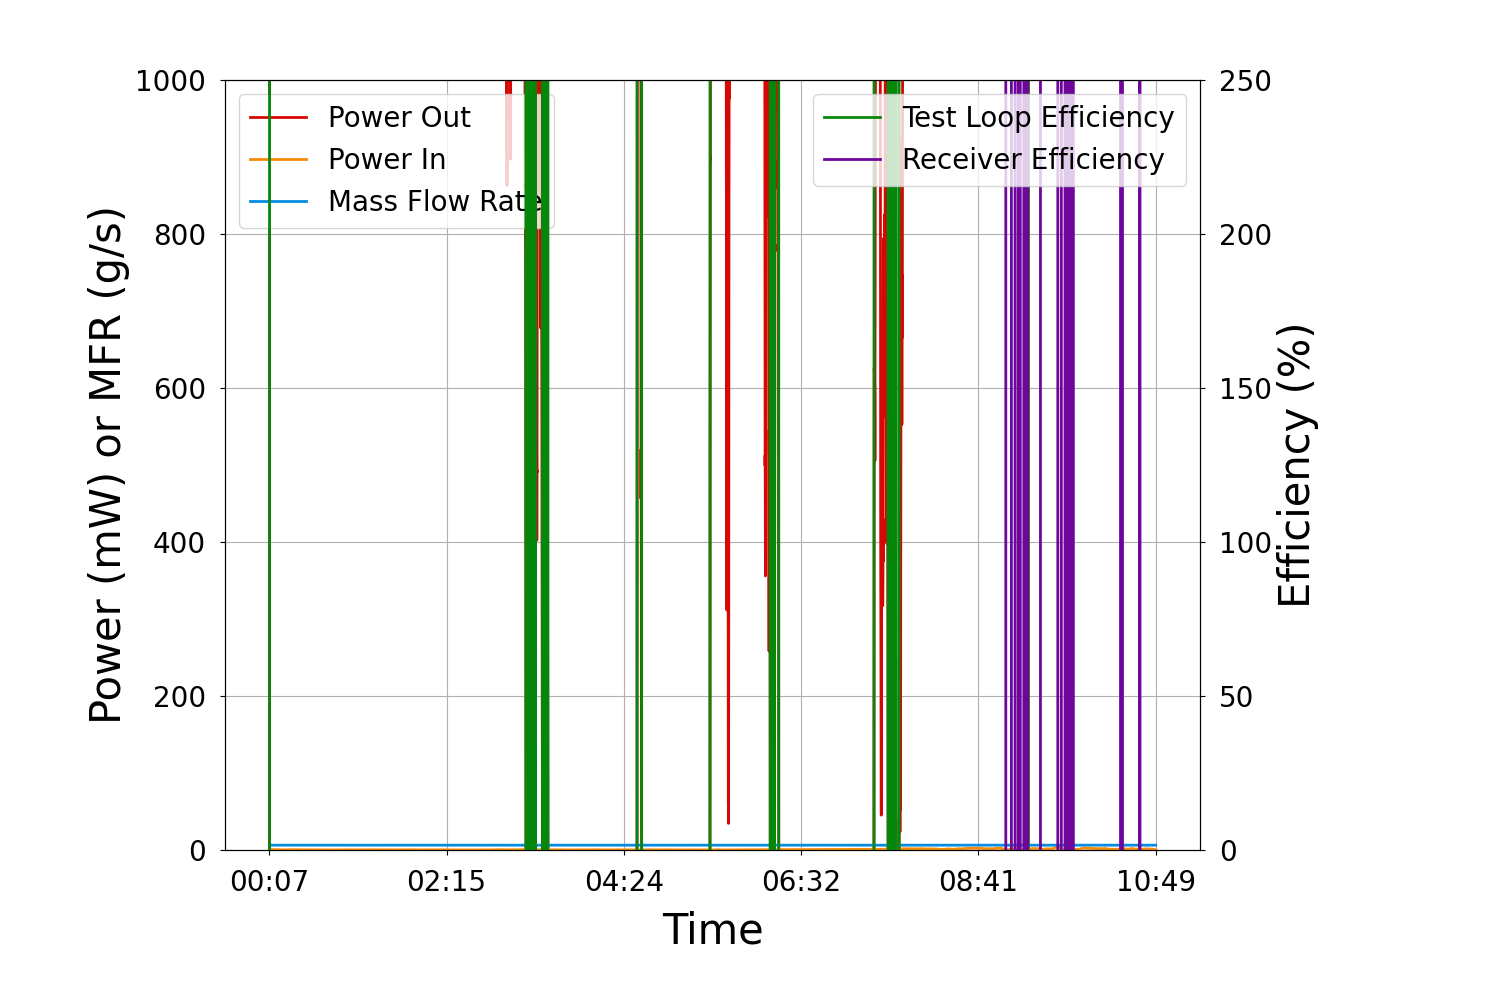 1000
800
600
400
200
0
250
200
150
100
50
0
Power Out
Power In
Mass Flow Rate
Test Loop Efficiency
Receiver Efficiency
Power (mW) or MFR (g/s)
Efficiency (%)
00:07 02:15 04:24 06:32 08:41 10:49
Time